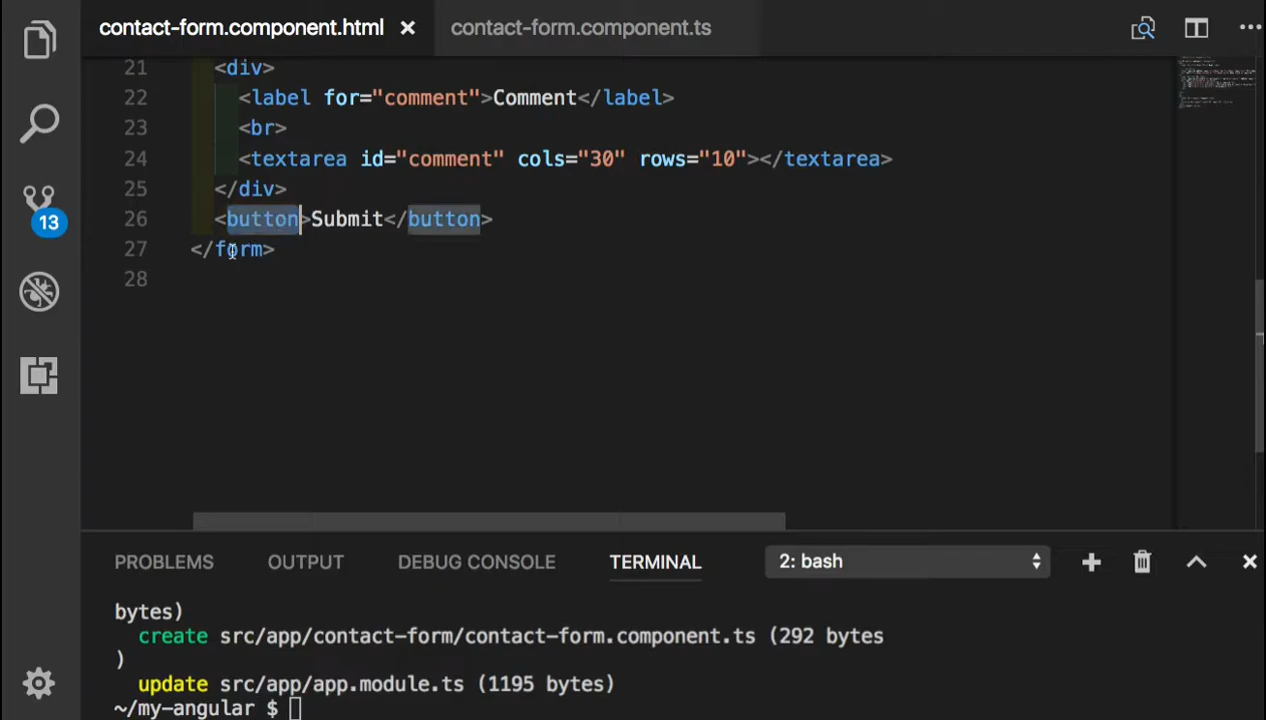 contact-form.component.html × contact-form.component.ts
21 <div>
22 <label for="comment">Comment</label>
23 <br>
24 <textarea id="comment" cols="30" rows="10"></textarea>
25 </div>
26 <button>Submit</button>
27 </form>
28
13
PROBLEMS OUTPUT DEBUG CONSOLE TERMINAL 2: bash
bytes)
create src/app/contact-form/contact-form.component.ts (292 bytes
)
update src/app/app.module.ts (1195 bytes)
~/my-angular $